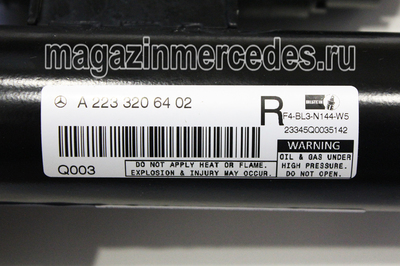 magazinmercedes.ru
A 223 320 64 02
R
F4-BL3-N144-W5
23345Q0035142
Q003
DO NOT APPLY HEAT OR FLAME.
EXPLOSION & INJURY MAY OCCUR.
WARNING
OIL & GAS UNDER
HIGH PRESSURE.
DO NOT OPEN.